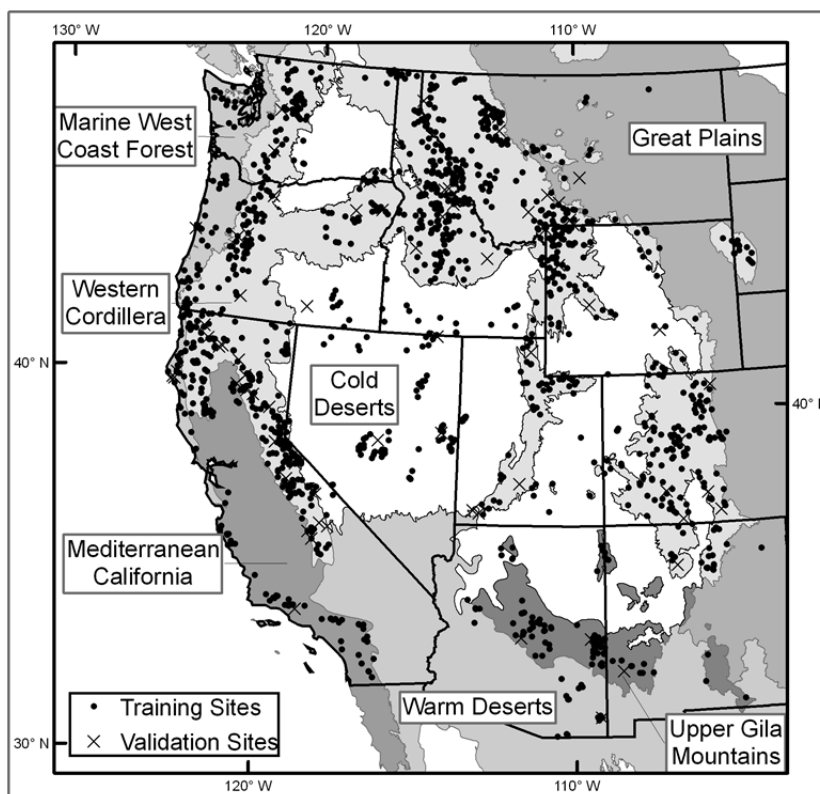 130° W
120° W
110° W
Marine West
Coast Forest
Great Plains
Western
Cordillera
40° N
Cold
Deserts
40° N
Mediterranean
California
Training Sites
Validation Sites
Warm Deserts
Upper Gila
Mountains
30° N
120° W
110° W